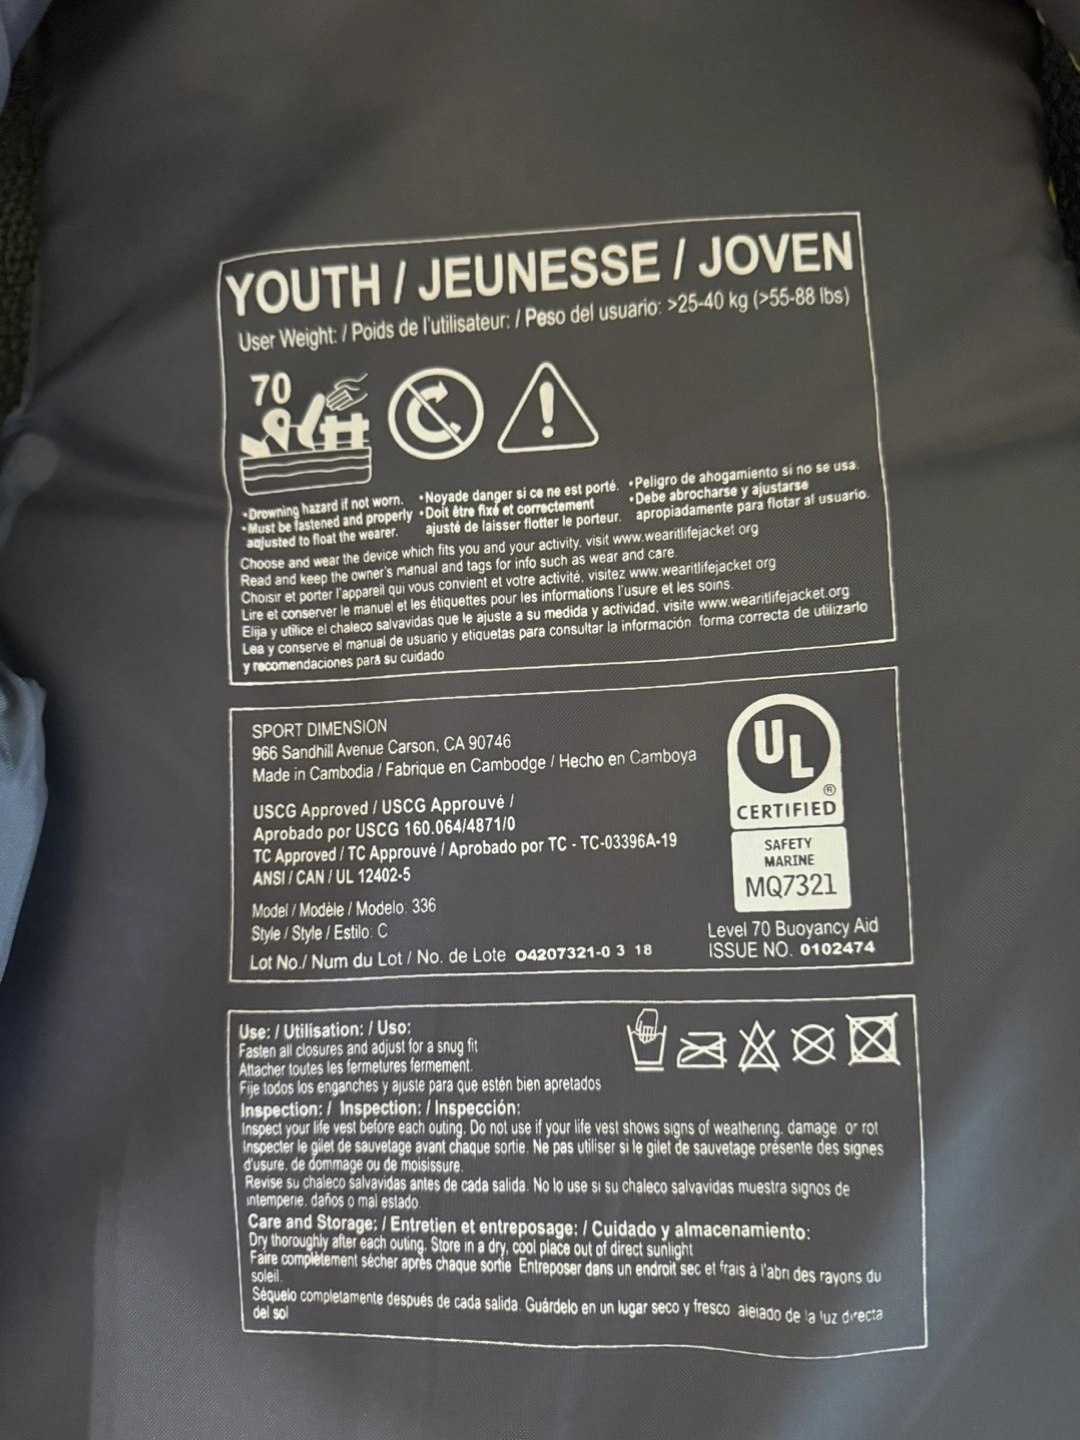 YOUTH / JEUNESSE / JOVEN
User Weight: / Poids de l'utilisateur: / Peso del usuario: >25-40 kg (>55-88 lbs)
70
•Drowning hazard if not worn.
•Must be fastened and properly
adjusted to float the wearer.
•Noyade danger si ce ne est porté.
•Doit être fixé et correctement
ajusté de laisser flotter le porteur.
•Peligro de ahogamiento si no se usa.
•Debe abrocharse y ajustarse
apropiadamente para flotar al usuario.
Choose and wear the device which fits you and your activity, visit www.wearitlifejacket.org
Read and keep the owner's manual and tags for info such as wear and care.
Choisir et porter l'appareil qui vous convient et votre activité, visitez www.wearitlifejacket.org
Lire et conserver le manuel et les étiquettes pour les informations l'usure et les soins.
Elija y utilice el chaleco salvavidas que le ajuste a su medida y actividad. visite www.wearitlifejacket.org
Lea y conserve el manual de usuario y etiquetas para consultar la información forma correcta de utilizarlo
y recomendaciones para su cuidado
SPORT DIMENSION
966 Sandhill Avenue Carson, CA 90746
Made in Cambodia / Fabrique en Cambodge / Hecho en Camboya
USCG Approved / USCG Approuvé /
Aprobado por USCG 160.064/4871/0
TC Approved / TC Approuvé / Aprobado por TC - TC-03396A-19
ANSI / CAN / UL 12402-5
Model / Modèle / Modelo: 336
Style / Style / Estilo: C
Lot No./ Num du Lot / No. de Lote 04207321-0 3 18
UL ®
CERTIFIED
SAFETY
MARINE
MQ7321
Level 70 Buoyancy Aid
ISSUE NO. 0102474
Use: / Utilisation: / Uso:
Fasten all closures and adjust for a snug fit
Attacher toutes les fermetures fermement.
Fije todos los enganches y ajuste para que estén bien apretados
Inspection: / Inspection: / Inspección:
Inspect your life vest before each outing. Do not use if your life vest shows signs of weathering, damage or rot
Inspecter le gilet de sauvetage avant chaque sortie. Ne pas utiliser si le gilet de sauvetage présente des signes
d'usure. de dommage ou de moisissure.
Revise su chaleco salvavidas antes de cada salida. No lo use si su chaleco salvavidas muestra signos de
intemperie. daños o mal estado
Care and Storage: / Entretien et entreposage: / Cuidado y almacenamiento:
Dry thoroughly after each outing. Store in a dry, cool place out of direct sunlight
Faire complètement sécher après chaque sortie Entreposer dans un endroit sec et frais à l'abri des rayons du
soleil.
Séquelo completamente después de cada salida. Guárdelo en un lugar seco y fresco alejado de la luz directa
del sol